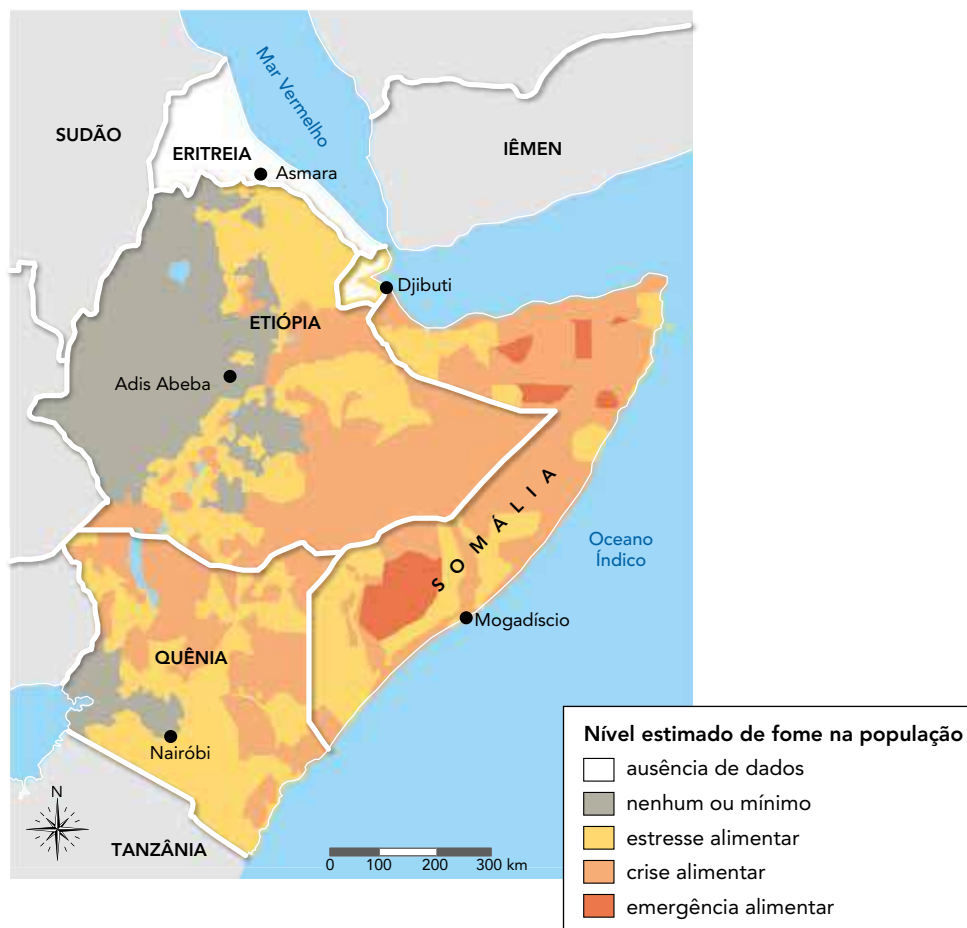 Mar Vermelho
SUDÃO
IÊMEN
ERITREIA
Asmara
Djibuti
ETIÓPIA
Adis Abeba
SOMÁLIA
Oceano
Índico
Mogadíscio
QUÊNIA
Nairóbi
N
TANZÂNIA
0 100 200 300 km
Nível estimado de fome na população
ausência de dados
nenhum ou mínimo
estresse alimentar
crise alimentar
emergência alimentar